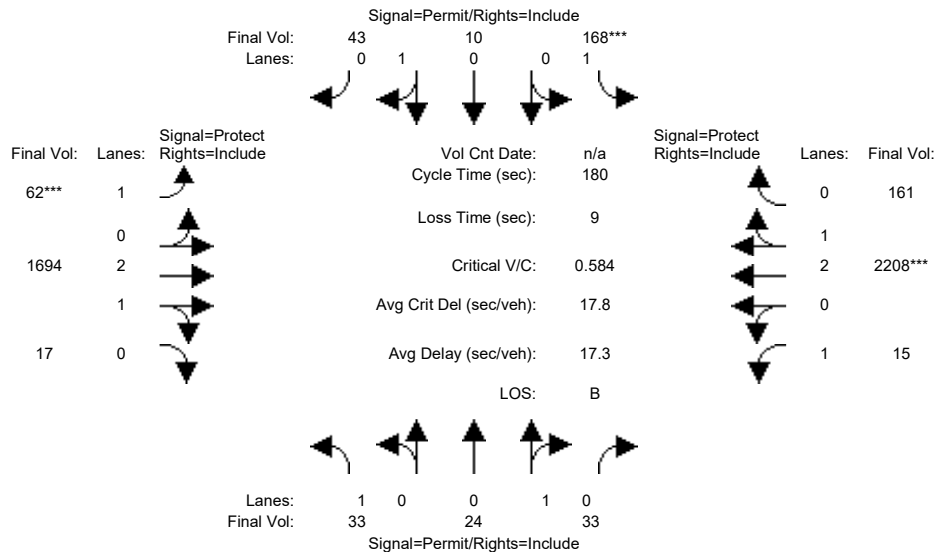 Signal=Permit/Rights=Include
Final Vol: 43 10 168***
Lanes: 0 1 0 0 1
Signal=Protect
Final Vol: Lanes: Rights=Include
Vol Cnt Date: n/a
Signal=Protect
Rights=Include Lanes: Final Vol:
Cycle Time (sec): 180
62*** 1
0 161
Loss Time (sec): 9
0
1
1694 2
Critical V/C: 0.584
2 2208***
1
Avg Crit Del (sec/veh): 17.8
0
17 0
Avg Delay (sec/veh): 17.3
1 15
LOS: B
Lanes: 1 0 0 1 0
Final Vol: 33 24 33
Signal=Permit/Rights=Include